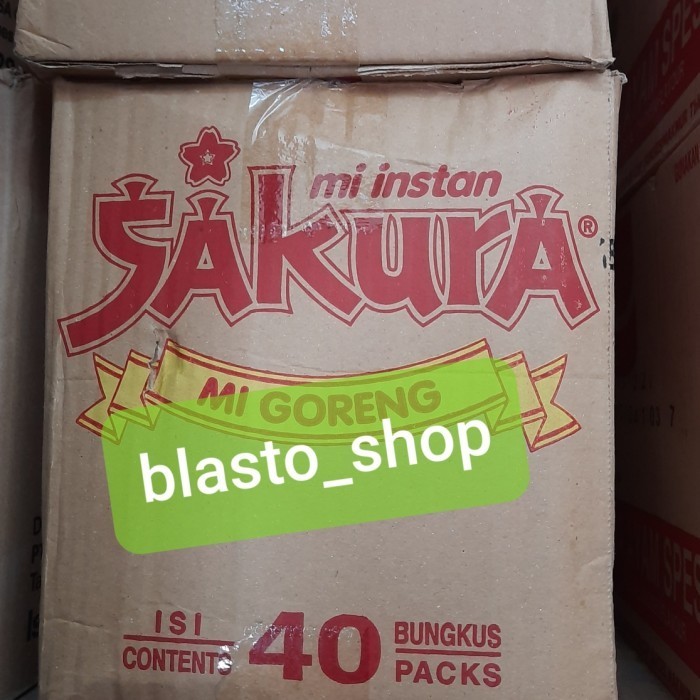 mi instan
SAkurA®
MI GORENG
blasto_shop
ISI 40 BUNGKUS
CONTENTS PACKS